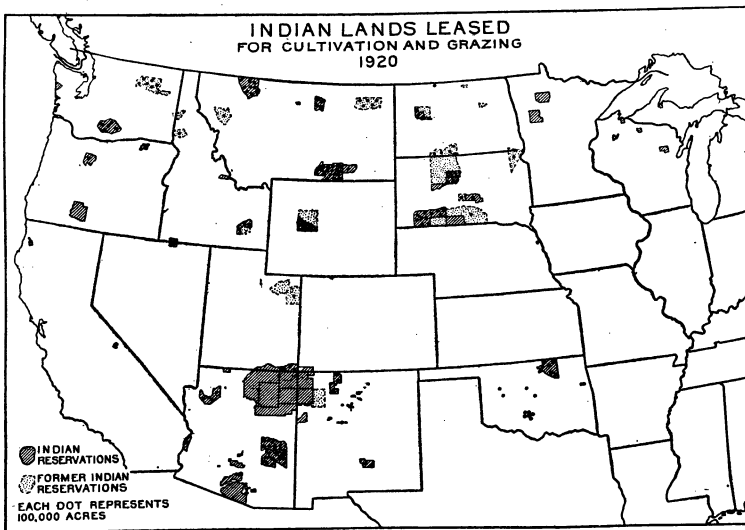 INDIAN LANDS LEASED
FOR CULTIVATION AND GRAZING
1920
INDIAN
RESERVATIONS
FORMER INDIAN
RESERVATIONS
EACH DOT REPRESENTS
100,000 ACRES